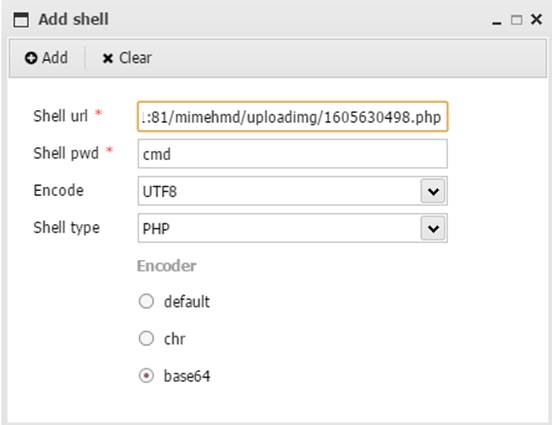 Add shell
Add Clear
Shell url * .:81/mimehmd/uploadimg/1605630498.php
Shell pwd * cmd
Encode UTF8
Shell type PHP
Encoder
default
chr
base64